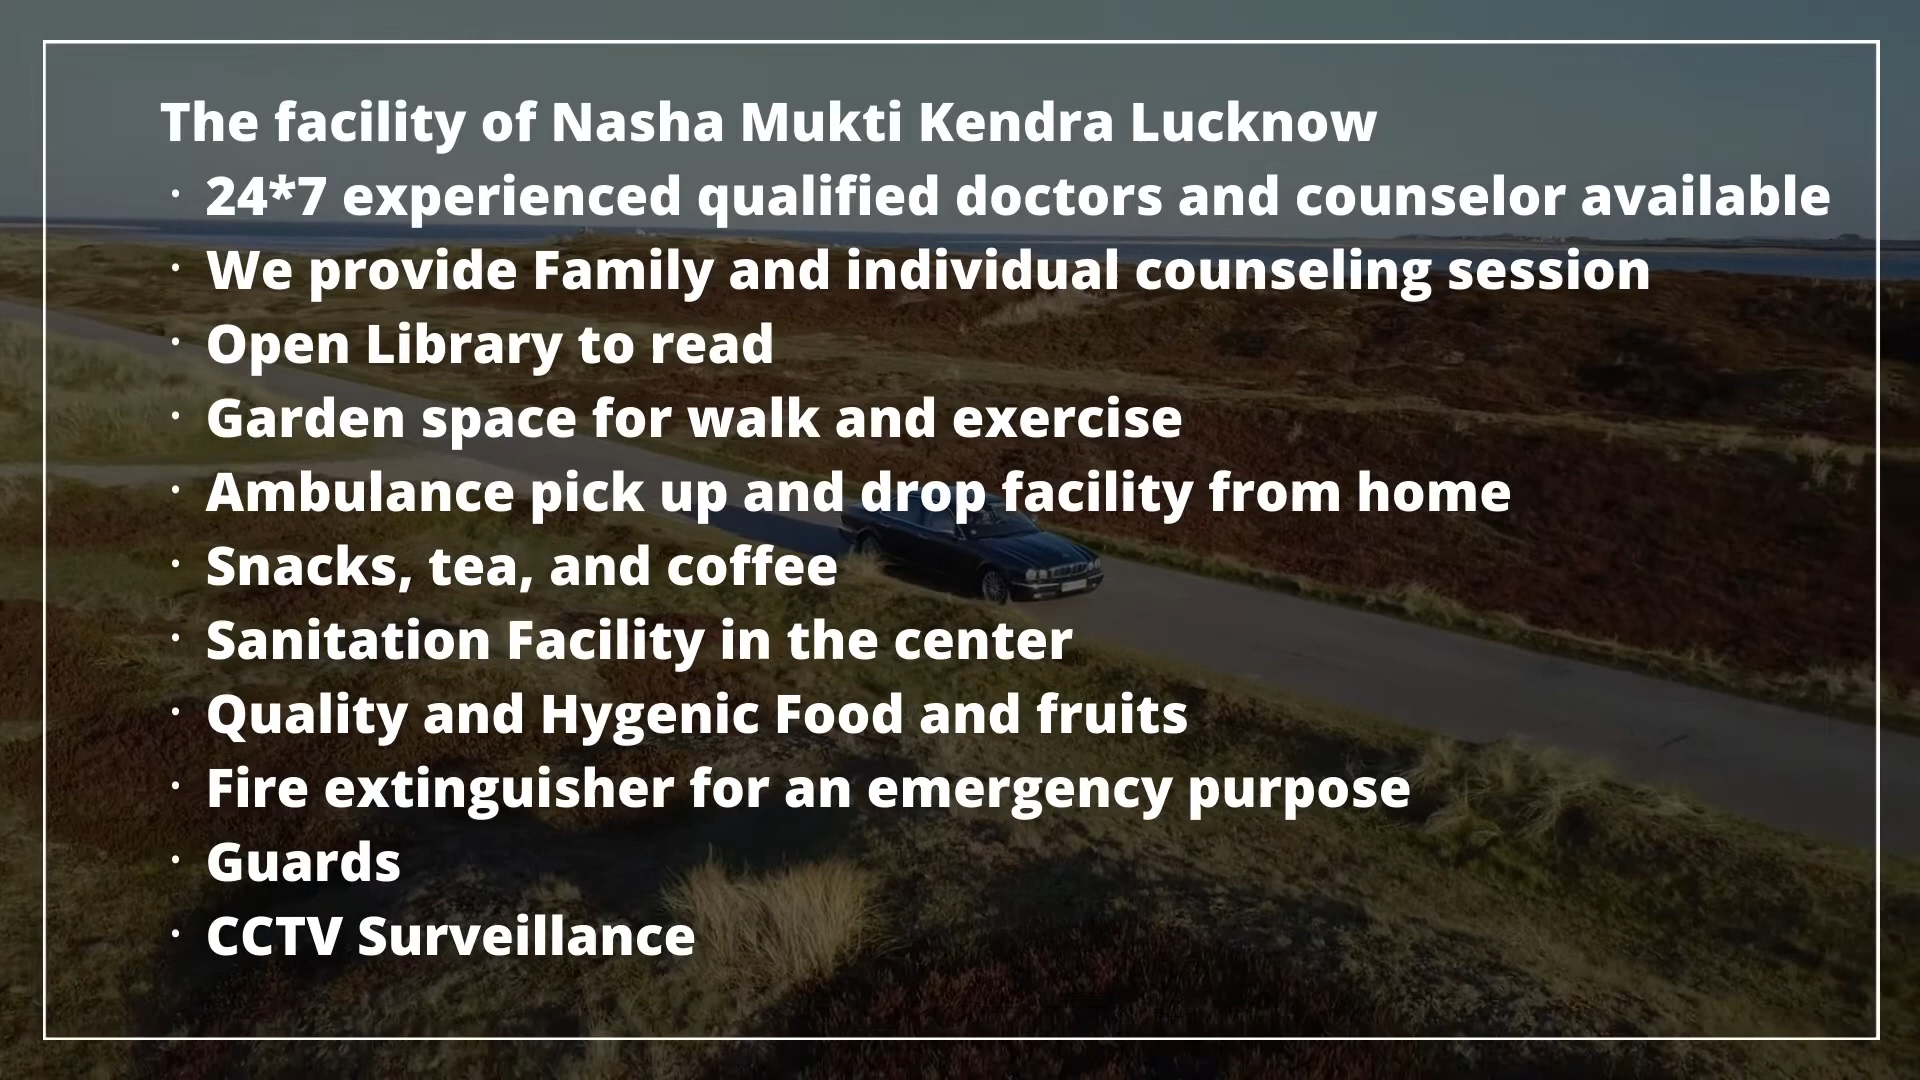 The facility of Nasha Mukti Kendra Lucknow
· 24*7 experienced qualified doctors and counselor available
· We provide Family and individual counseling session
· Open Library to read
· Garden space for walk and exercise
· Ambulance pick up and drop facility from home
· Snacks, tea, and coffee
· Sanitation Facility in the center
· Quality and Hygenic Food and fruits
· Fire extinguisher for an emergency purpose
· Guards
· CCTV Surveillance